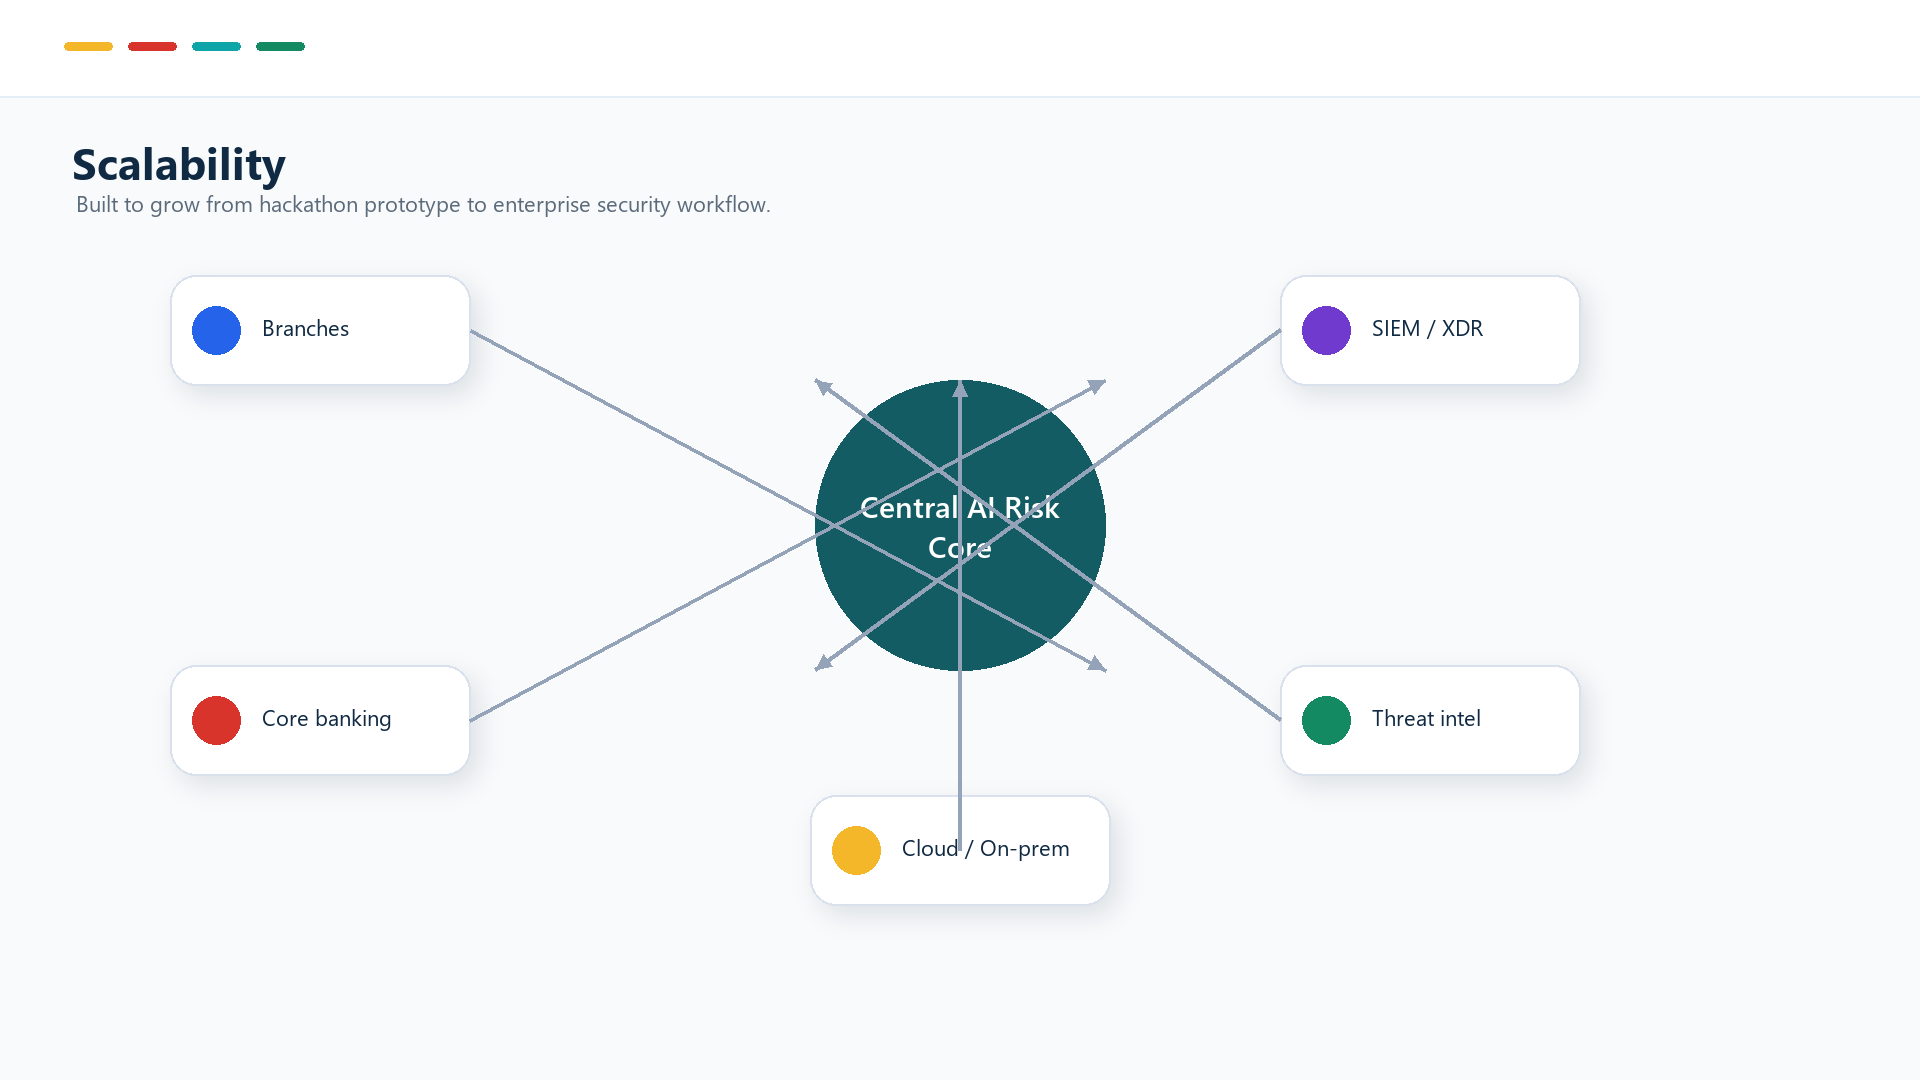 Scalability
Built to grow from hackathon prototype to enterprise security workflow.
Branches
SIEM / XDR
Central AI Risk
Core
Core banking
Threat intel
Cloud / On-prem